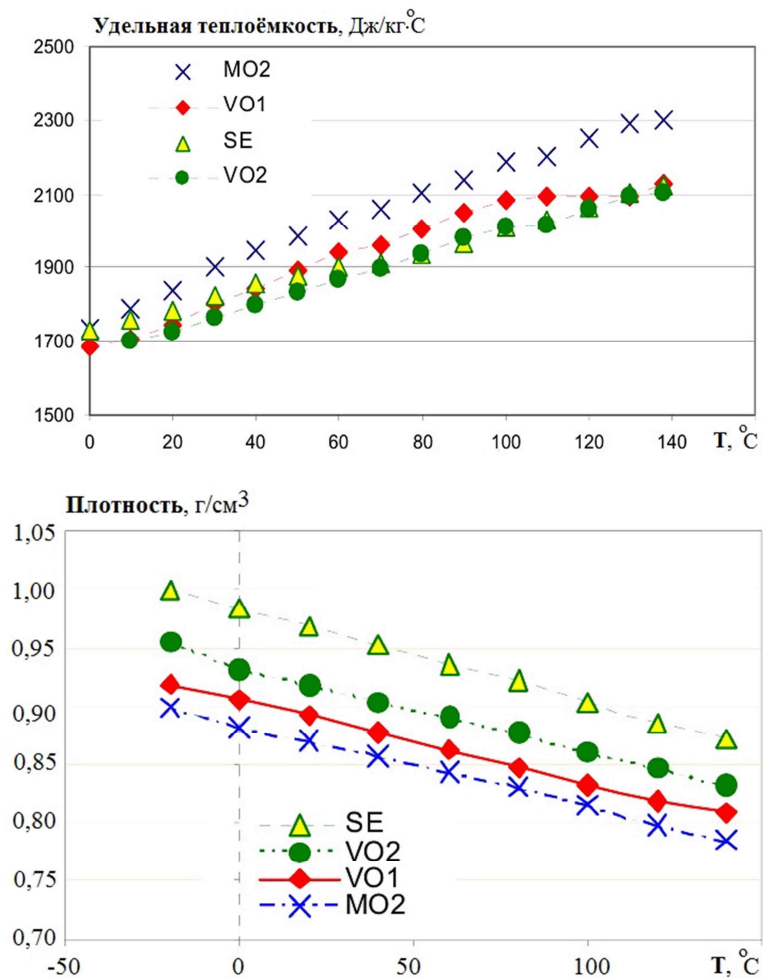 Удельная теплоёмкость, Дж/кг·°С
2500
2300
2100
1900
1700
1500
MO2
VO1
SE
VO2
0 20 40 60 80 100 120 140 T, °C
Плотность, г/см3
1,05
1,00
0,95
0,90
0,85
0,80
0,75
0,70
SE
VO2
VO1
MO2
-50 0 50 100 T, °C